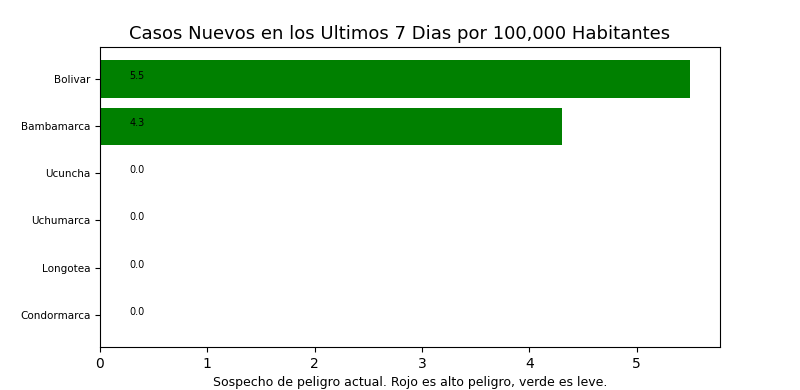 Casos Nuevos en los Ultimos 7 Dias por 100,000 Habitantes
Bolivar 5.5
Bambamarca 4.3
Ucuncha 0.0
Uchumarca 0.0
Longotea 0.0
Condormarca 0.0
0 1 2 3 4 5
Sospecho de peligro actual. Rojo es alto peligro, verde es leve.